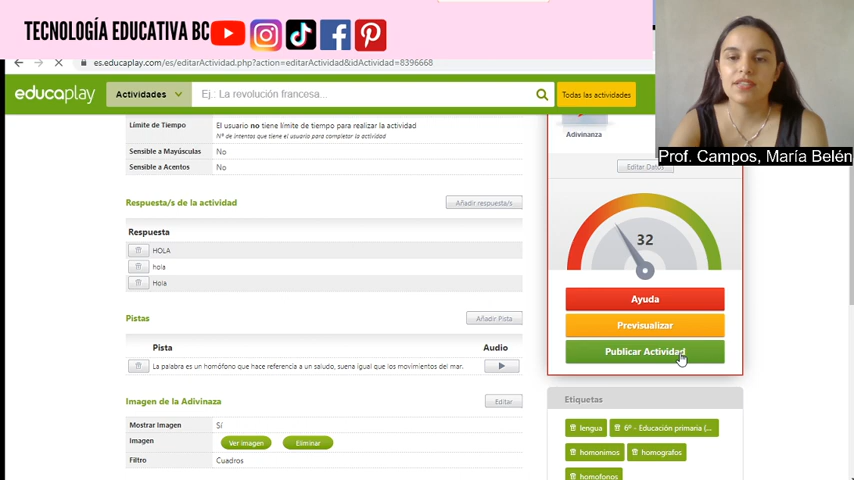 TECNOLOGÍA EDUCATIVA BC
es.educaplay.com/es/editarActividad.php?action=editarActividad&idActividad=8396668
educaplay
Actividades
Ej.: La revolución francesa...
Todas las actividades
Prof. Campos, María Belén
Límite de Tiempo
El usuario no tiene límite de tiempo para realizar la actividad
Nº de intentos que tiene el usuario para completar la actividad
Sensible a Mayúsculas
No
Sensible a Acentos
No
Respuesta/s de la actividad
Añadir respuesta/s
Respuesta
HOLA
hola
Hola
Pistas
Añadir Pista
Pista
Audio
La palabra es un homófono que hace referencia a un saludo, suena igual que los movimientos del mar.
Imagen de la Adivinaza
Editar
Mostrar Imagen
Sí
Imagen
Ver imagen
Eliminar
Filtro
Cuadros
Adivinanza
Editar Datos
32
Ayuda
Previsualizar
Publicar Actividad
Etiquetas
lengua
6º - Educación primaria (...
homonimos
homografos
homofonos